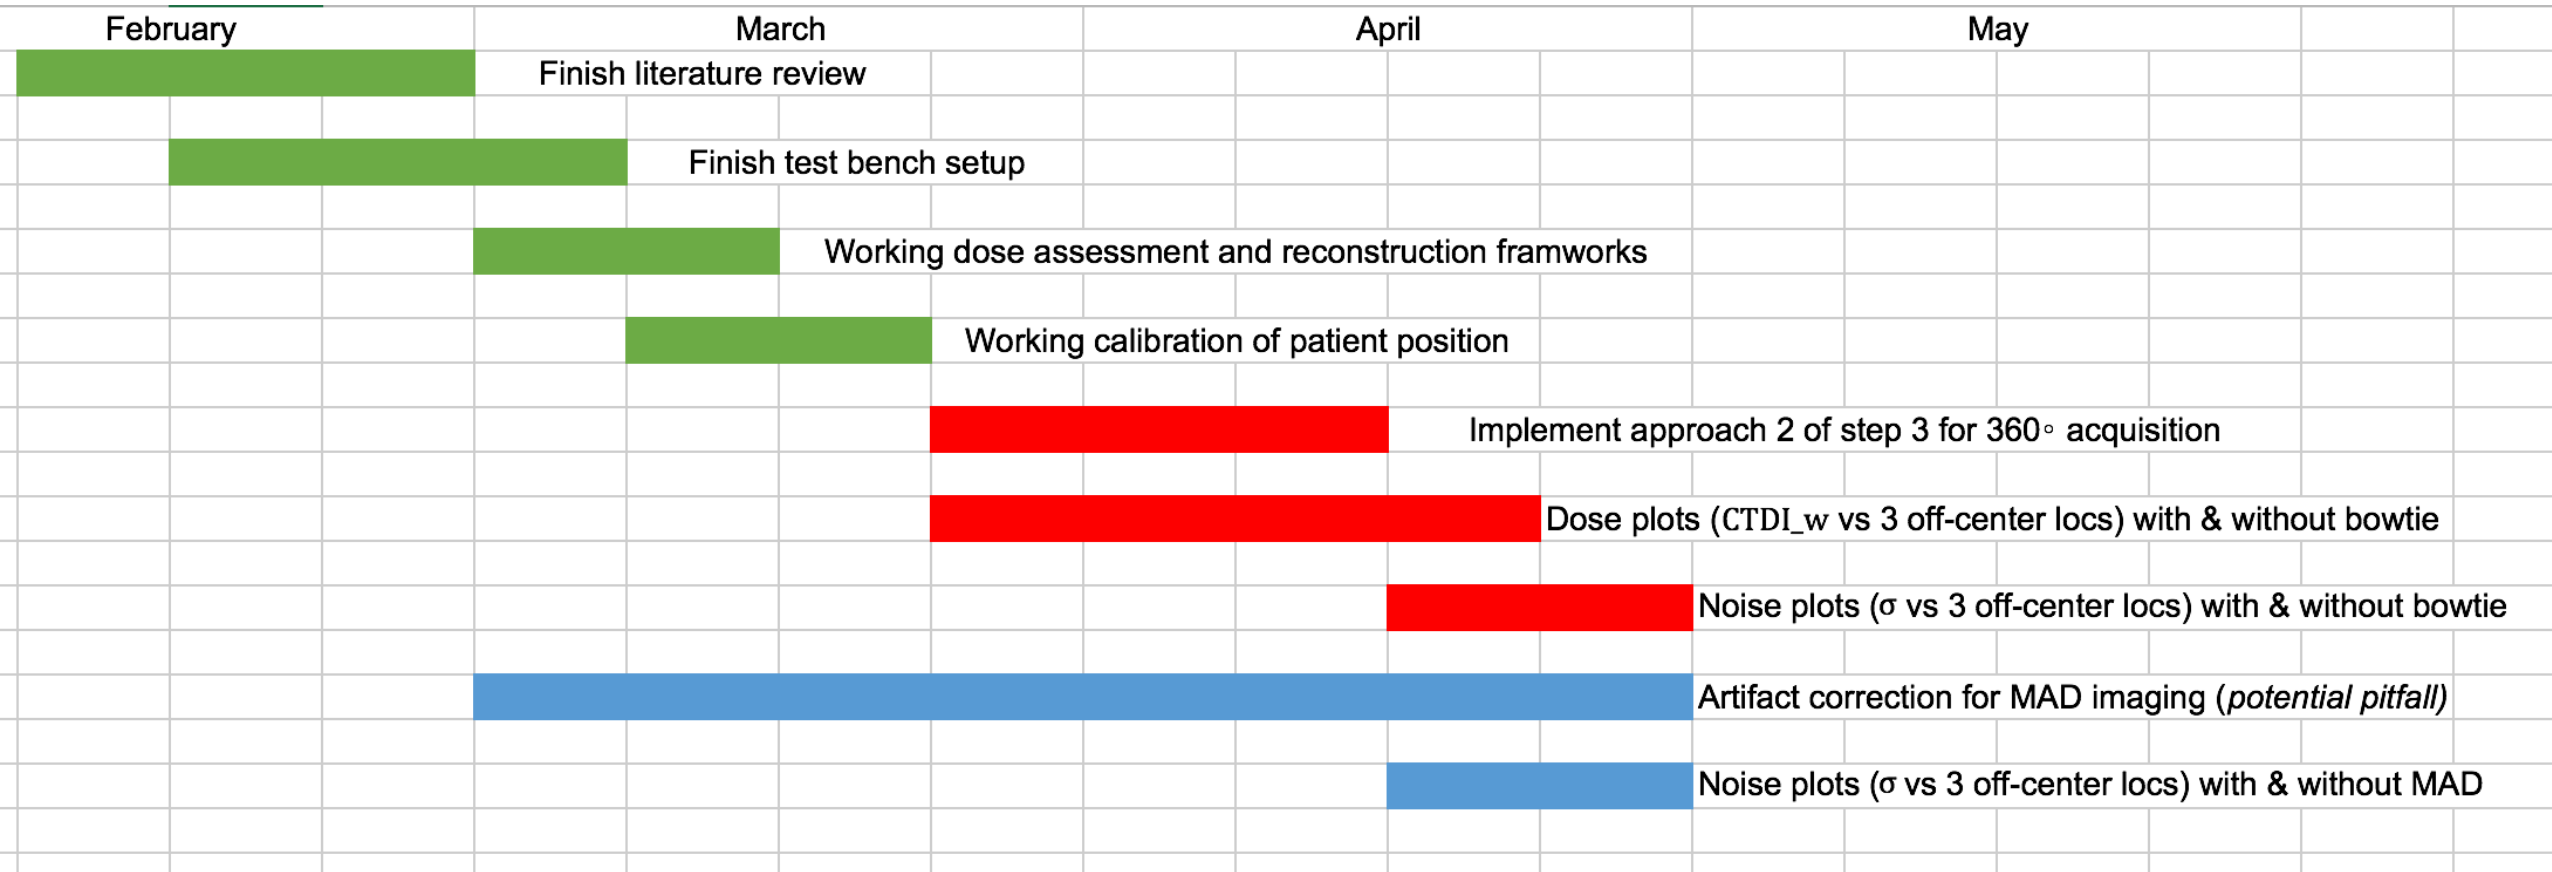 February March April May
Finish literature review
Finish test bench setup
Working dose assessment and reconstruction framworks
Working calibration of patient position
Implement approach 2 of step 3 for 360∘ acquisition
Dose plots (CTDI_w vs 3 off-center locs) with & without bowtie
Noise plots (σ vs 3 off-center locs) with & without bowtie
Artifact correction for MAD imaging (potential pitfall)
Noise plots (σ vs 3 off-center locs) with & without MAD